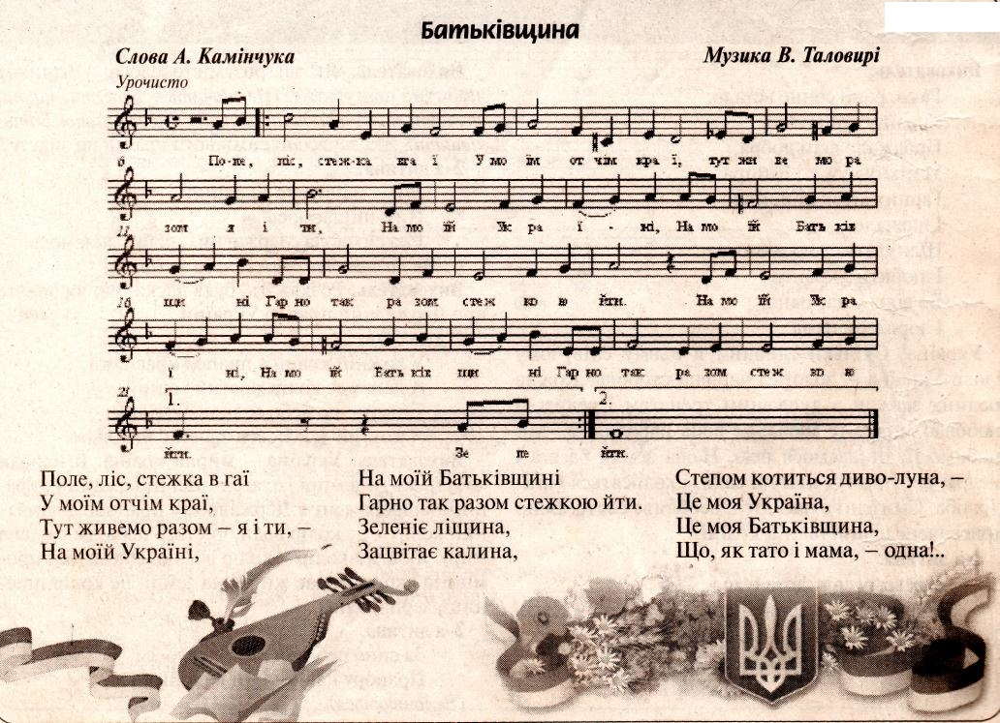 Батьківщина
Слова А. Камінчука
Музика В. Таловирі
Урочисто
По-ле, ліс, стеж-ка в га ї У мо їм от чім кра ї, тут жи ве мо ра
6
зом я і ти, На мо їй Ук ра ї - ні, На мо їй Бать ків
11
щи ні Гар но так ра зом стеж ко ю йти. На мо їй Ук ра
16
ї ні, На мо їй Бать ків щи ні Гар но так ра зом стеж ко ю
1. 2.
йти. Зе ле йти.
Поле, ліс, стежка в гаї
У моїм отчім краї,
Тут живемо разом – я і ти, –
На моїй Україні,
На моїй Батьківщині
Гарно так разом стежкою йти.
Зеленіє ліщина,
Зацвітає калина,
Степом котиться диво-луна, –
Це моя Україна,
Це моя Батьківщина,
Що, як тато і мама, – одна!..